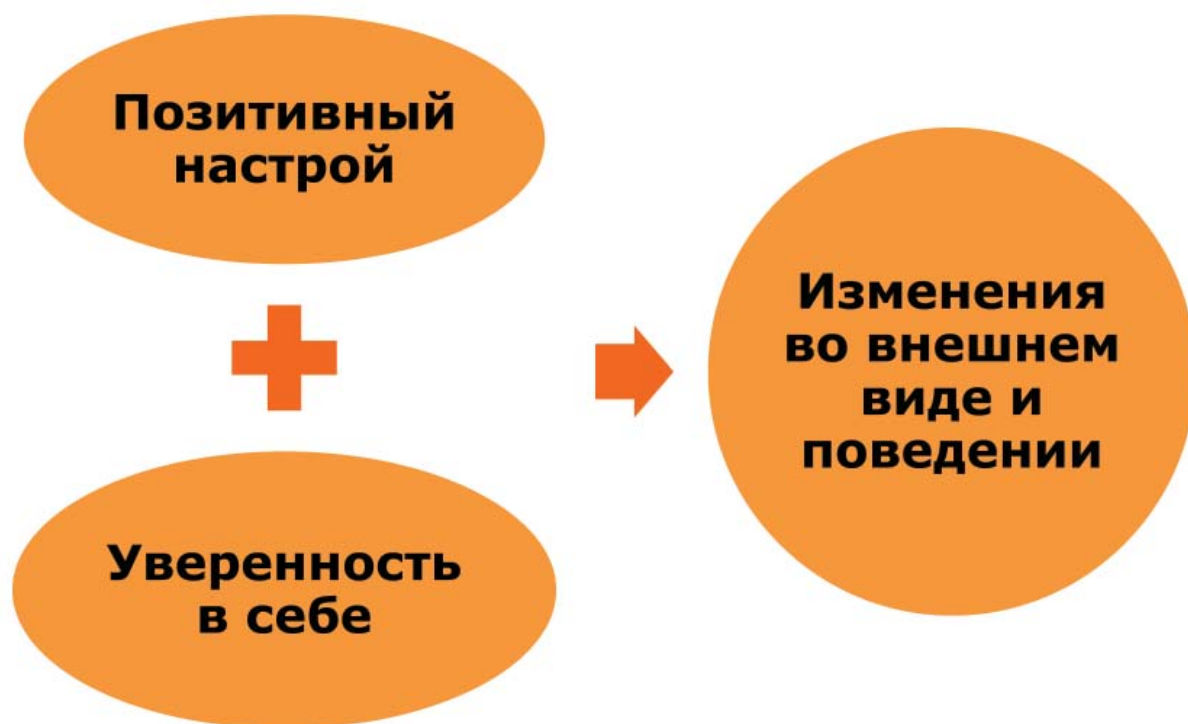 Позитивный
настрой
Уверенность
в себе
Изменения
во внешнем
виде и
поведении